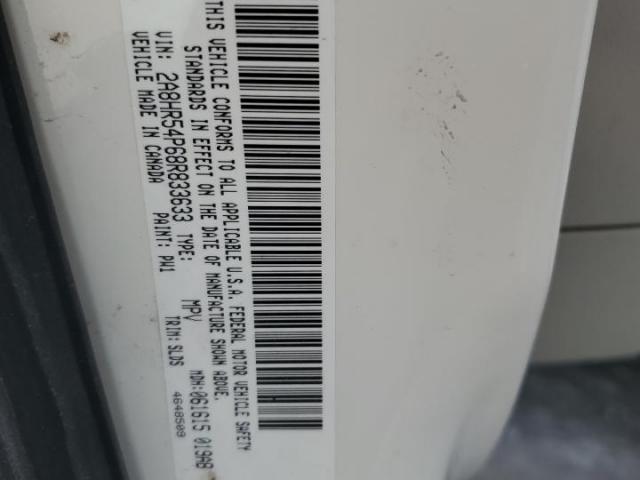 THIS VEHICLE CONFORMS TO ALL APPLICABLE U.S.A. FEDERAL MOTOR VEHICLE SAFETY
STANDARDS IN EFFECT ON THE DATE OF MANUFACTURE SHOWN ABOVE.
MDH:061615 019AB
VIN: 2A8HR54P68R833633 TYPE: MPV
VEHICLE MADE IN CANADA PAINT: PW1 TRIM:SLDS
4648509